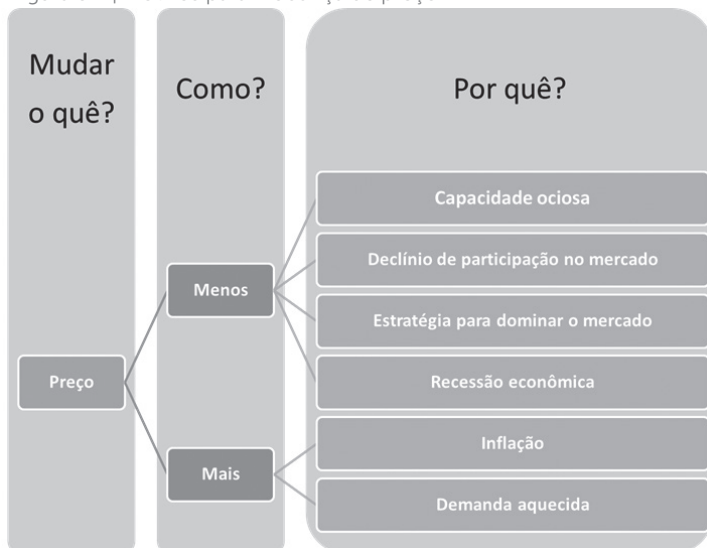 Mudar
o quê?
Como?
Por quê?
Capacidade ociosa
Declínio de participação no mercado
Menos
Estratégia para dominar o mercado
Preço
Recessão econômica
Inflação
Mais
Demanda aquecida